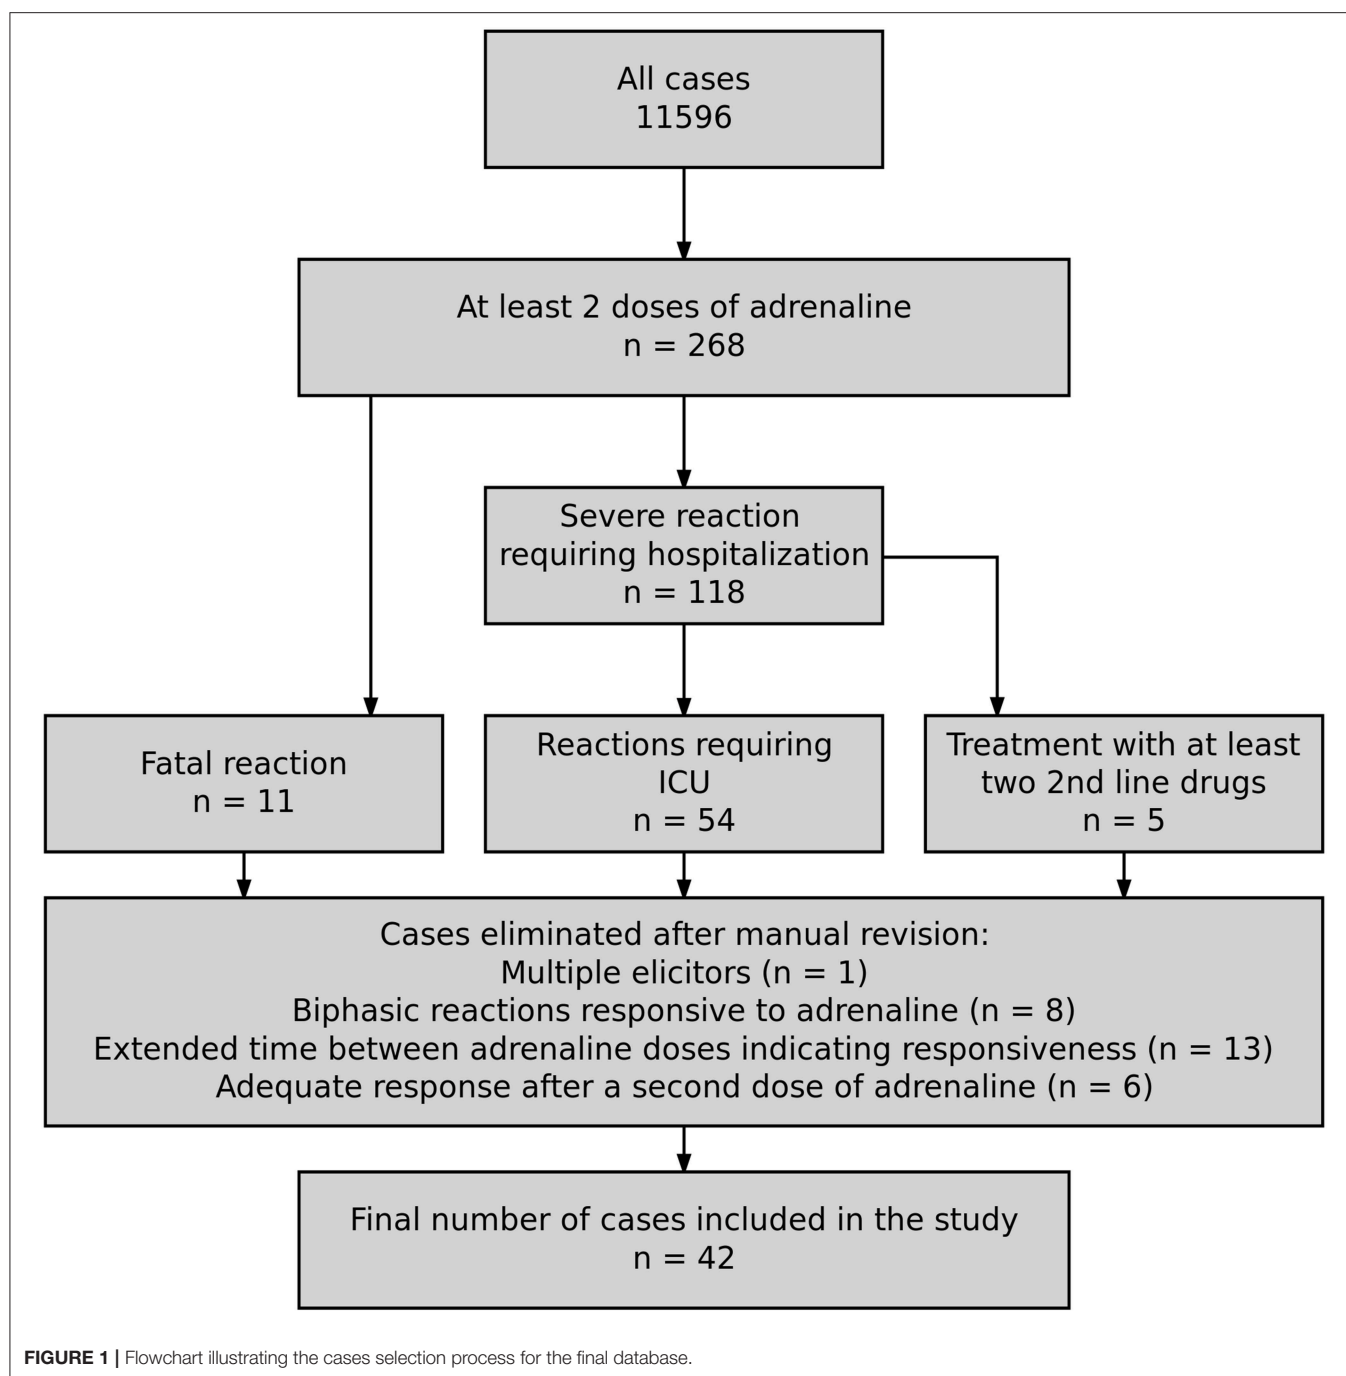 All cases
11596
At least 2 doses of adrenaline
n = 268
Severe reaction
requiring hospitalization
n = 118
Fatal reaction
n = 11
Reactions requiring
ICU
n = 54
Treatment with at least
two 2nd line drugs
n = 5
Cases eliminated after manual revision:
Multiple elicitors (n = 1)
Biphasic reactions responsive to adrenaline (n = 8)
Extended time between adrenaline doses indicating responsiveness (n = 13)
Adequate response after a second dose of adrenaline (n = 6)
Final number of cases included in the study
n = 42
FIGURE 1 | Flowchart illustrating the cases selection process for the final database.